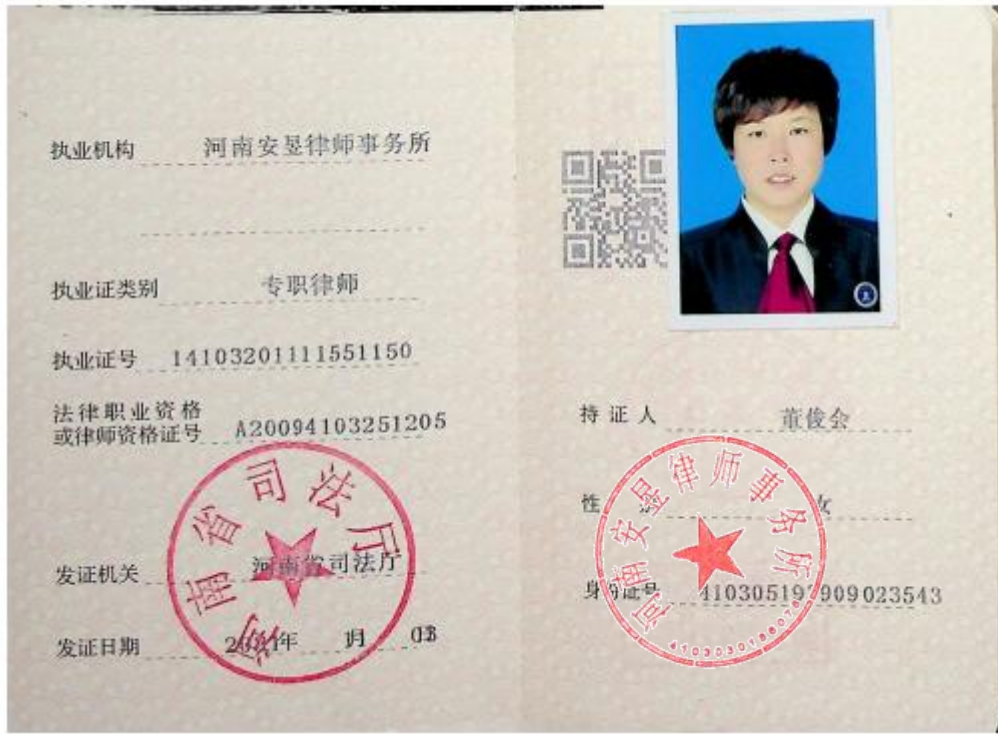 执业机构 河南安昱律师事务所
执业证类别 专职律师
执业证号 14103201111551150
法律职业资格
或律师资格证号 A20094103251205
发证机关 河南省司法厅
发证日期 年 月
河南省司法厅
持证人 董俊会
性 女
身份证号
河南安昱律师事务所